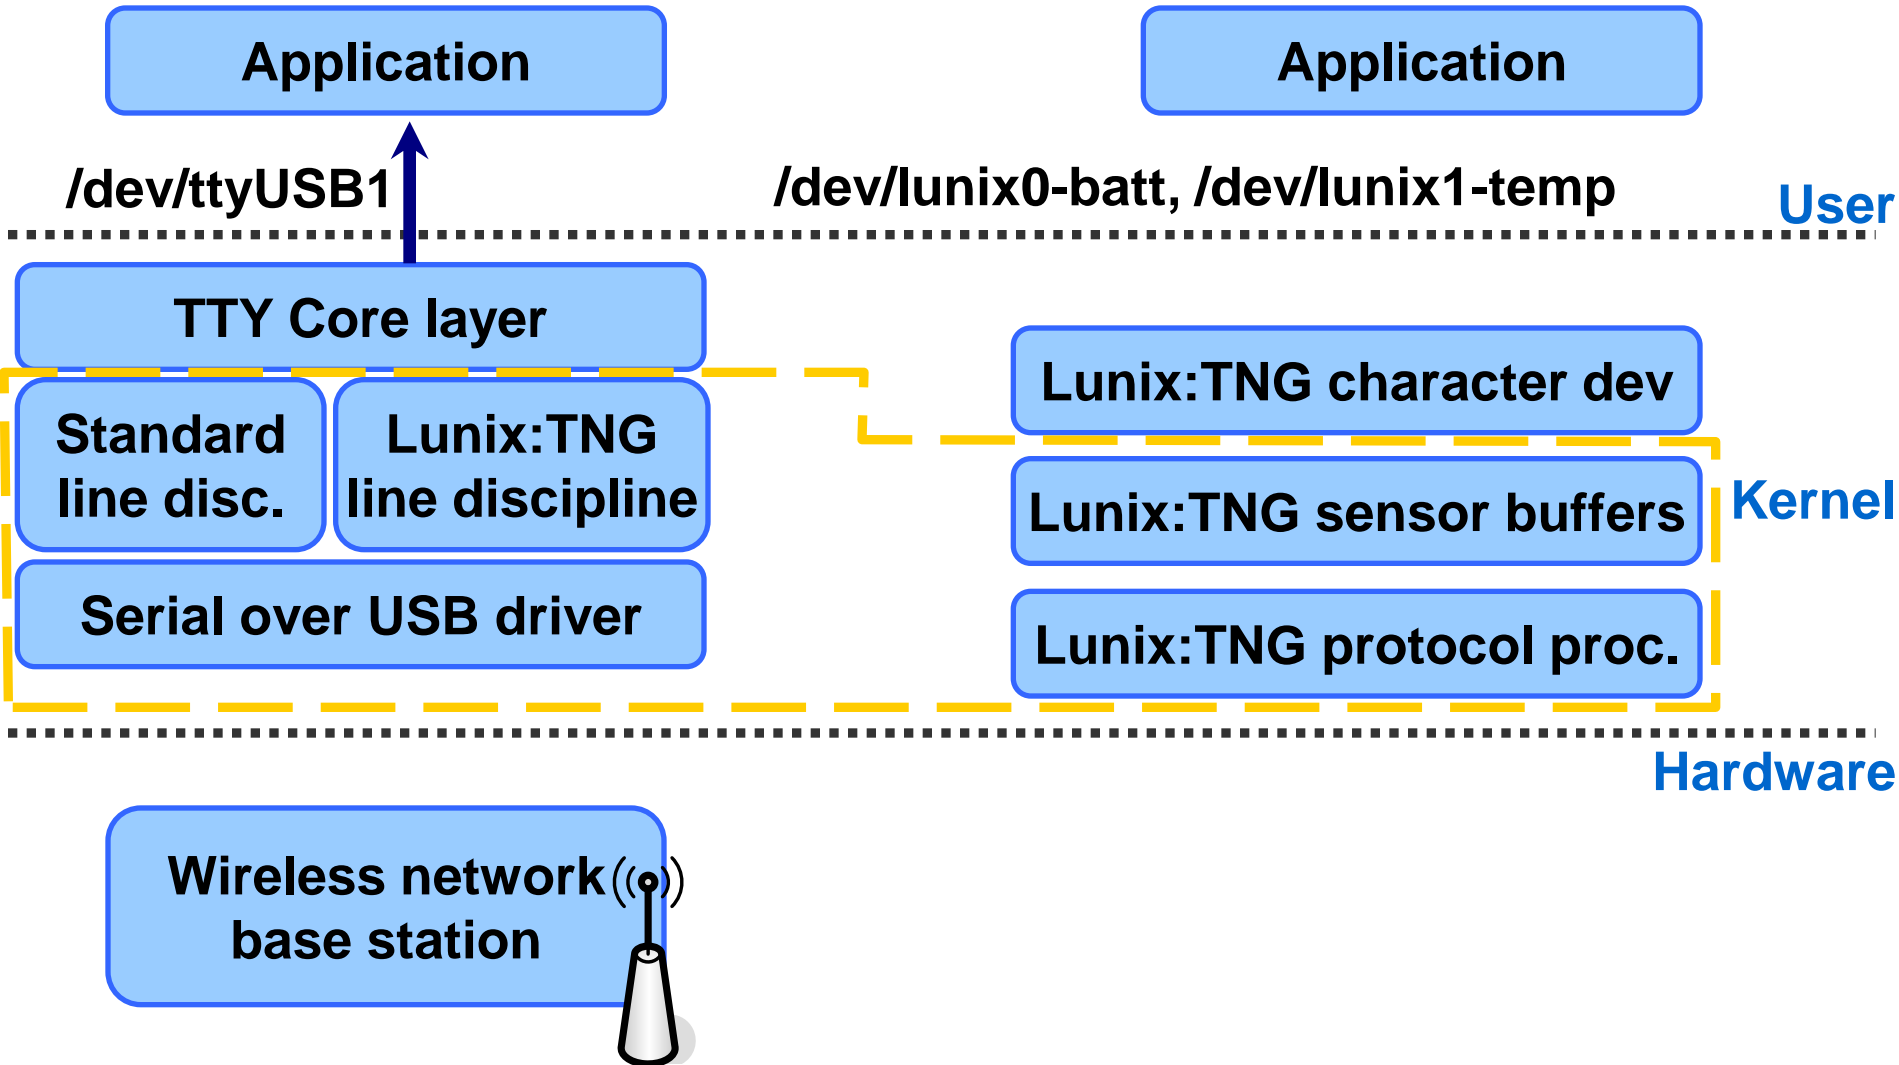 Application
Application
/dev/ttyUSB1
/dev/lunix0-batt, /dev/lunix1-temp
User
TTY Core layer
Lunix:TNG character dev
Standard
line disc.
Lunix:TNG
line discipline
Lunix:TNG sensor buffers
Kernel
Serial over USB driver
Lunix:TNG protocol proc.
Hardware
Wireless network
base station